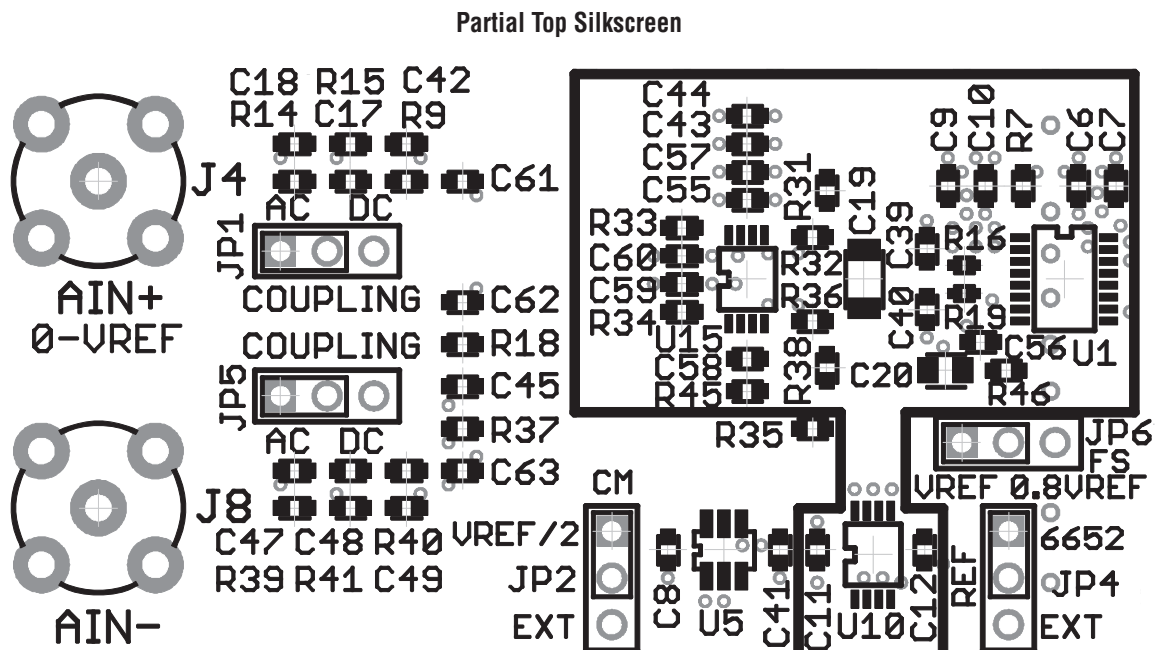 Partial Top Silkscreen
C18 R15 C42
R14 C17 R9
J4
C61
AC DC
JP1
COUPLING
AIN+
0-VREF
C62
R18
COUPLING
JP5
AC DC
C45
R37
C63
J8
C47 C48 R40
R39 R41 C49
AIN-
C44
C43
C57
C55
R31
C19
R33
C60
C59
R34
U15
C58
R45
R32
R36
R38
C39
C40
C20
R16
R19
C56
R46
C9
C10
R7
C6
C7
U1
R35
JP6
FS
VREF 0.8VREF
CM
VREF/2
JP2
EXT
C8
U5
C41
C11
U10
C12
REF
6652
JP4
EXT